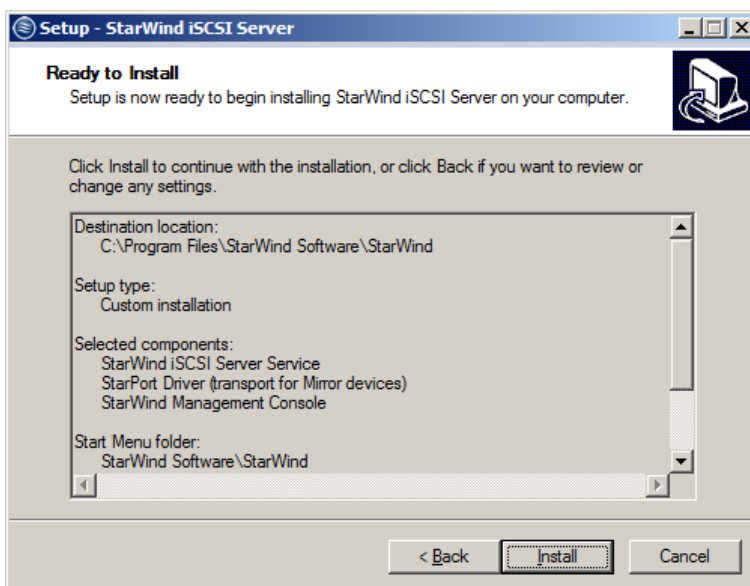 Setup - StarWind iSCSI Server
Ready to Install
Setup is now ready to begin installing StarWind iSCSI Server on your computer.
Click Install to continue with the installation, or click Back if you want to review or
change any settings.
Destination location:
C:\Program Files\StarWind Software\StarWind
Setup type:
Custom installation
Selected components:
StarWind iSCSI Server Service
StarPort Driver (transport for Mirror devices)
StarWind Management Console
Start Menu folder:
StarWind Software\StarWind
< Back
Install
Cancel